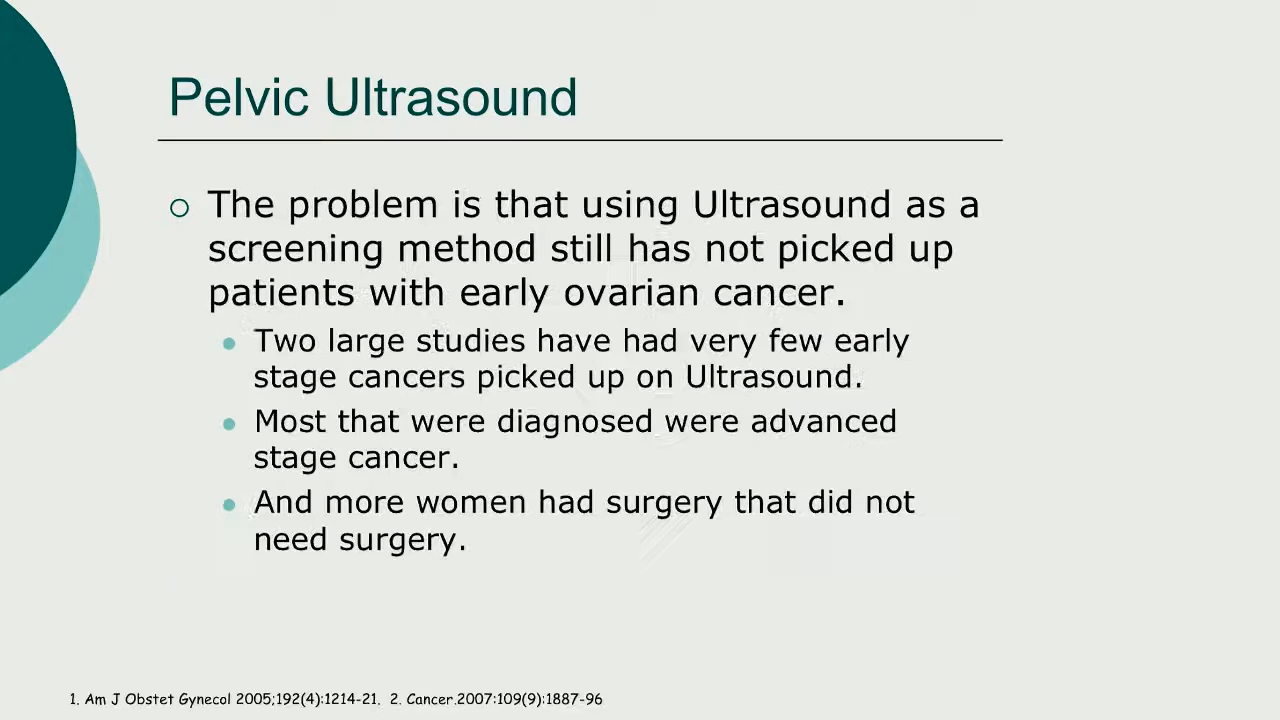 Pelvic Ultrasound
The problem is that using Ultrasound as a
screening method still has not picked up
patients with early ovarian cancer.
Two large studies have had very few early
stage cancers picked up on Ultrasound.
Most that were diagnosed were advanced
stage cancer.
And more women had surgery that did not
need surgery.
1. Am J Obstet Gynecol 2005;192(4):1214-21. 2. Cancer.2007:109(9):1887-96